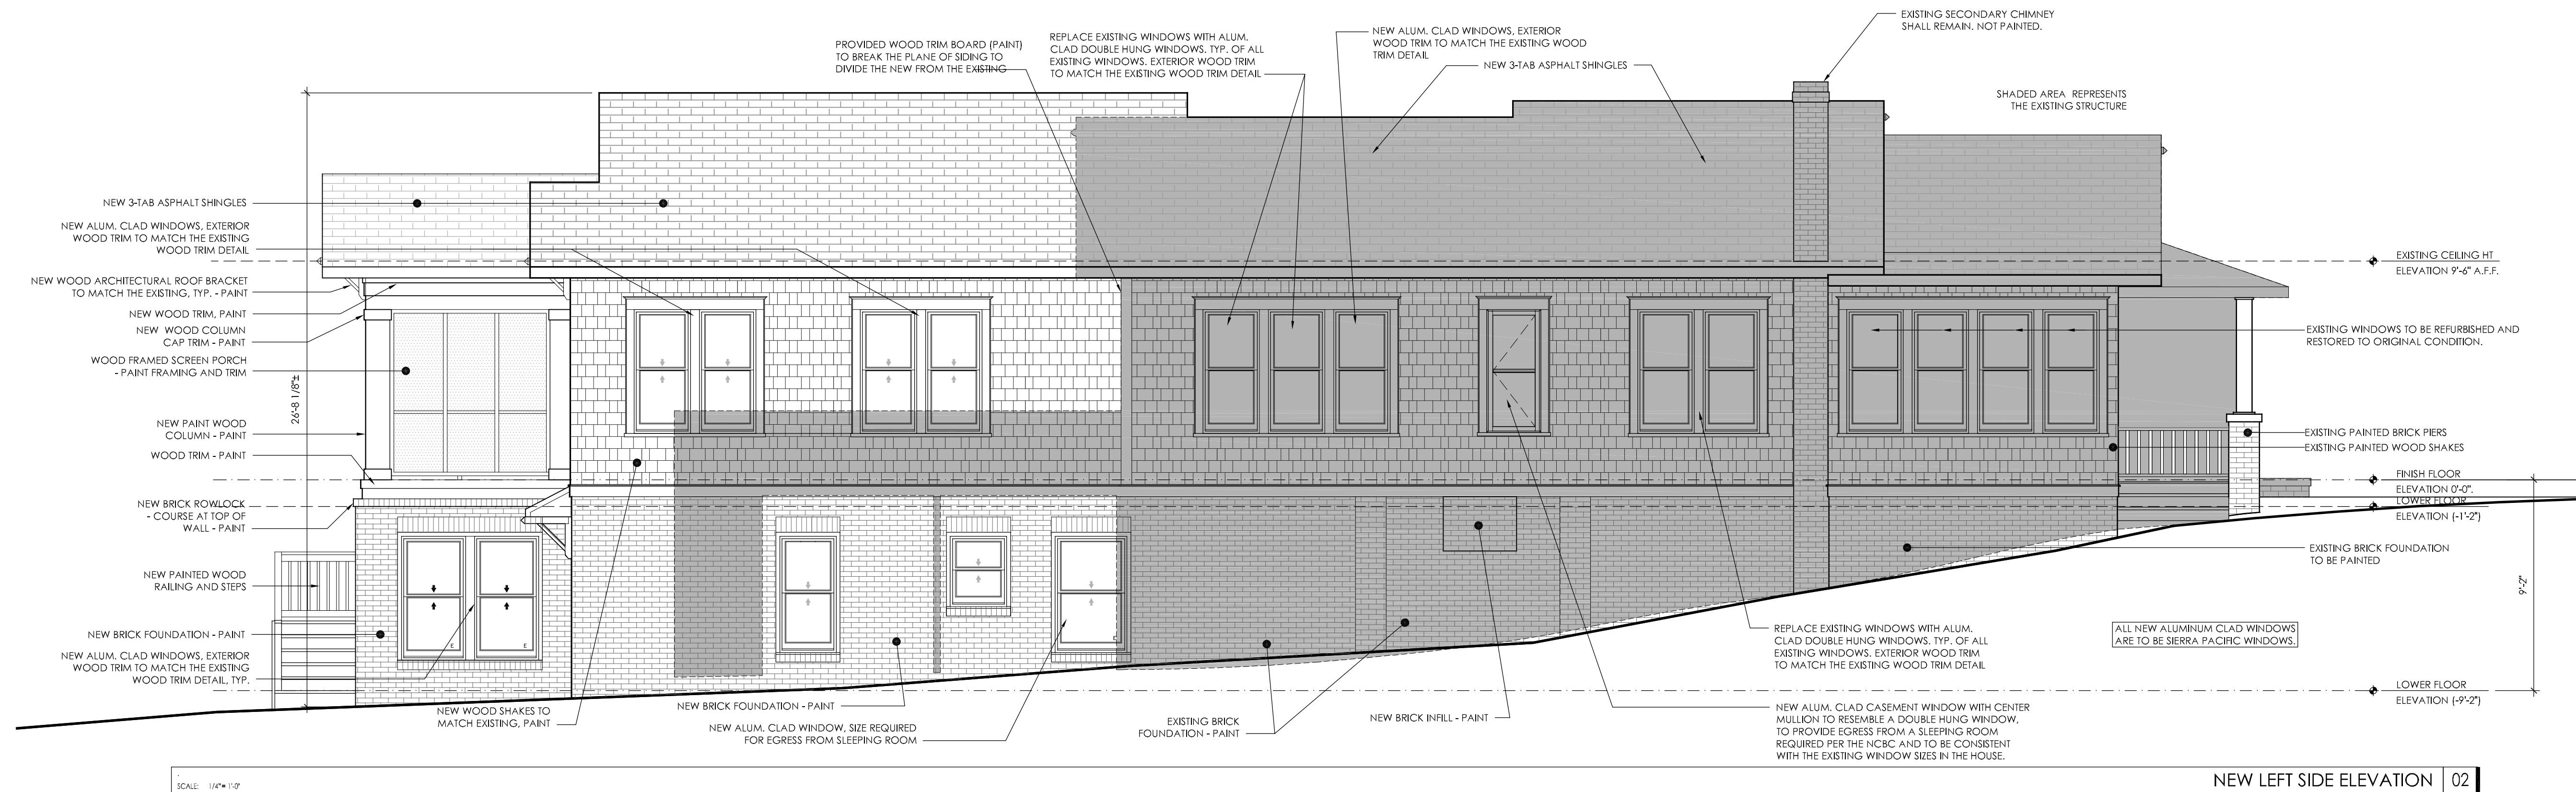 EXISTING SECONDARY CHIMNEY
SHALL REMAIN. NOT PAINTED.
PROVIDED WOOD TRIM BOARD (PAINT)
TO BREAK THE PLANE OF SIDING TO
DIVIDE THE NEW FROM THE EXISTING
REPLACE EXISTING WINDOWS WITH ALUM.
CLAD DOUBLE HUNG WINDOWS. TYP. OF ALL
EXISTING WINDOWS. EXTERIOR WOOD TRIM
TO MATCH THE EXISTING WOOD TRIM DETAIL
NEW ALUM. CLAD WINDOWS, EXTERIOR
WOOD TRIM TO MATCH THE EXISTING WOOD
TRIM DETAIL
NEW 3-TAB ASPHALT SHINGLES
SHADED AREA REPRESENTS
THE EXISTING STRUCTURE
NEW 3-TAB ASPHALT SHINGLES
NEW ALUM. CLAD WINDOWS, EXTERIOR
WOOD TRIM TO MATCH THE EXISTING
WOOD TRIM DETAIL
NEW WOOD ARCHITECTURAL ROOF BRACKET
TO MATCH THE EXISTING, TYP. - PAINT
NEW WOOD TRIM, PAINT
NEW WOOD COLUMN
CAP TRIM - PAINT
WOOD FRAMED SCREEN PORCH
- PAINT FRAMING AND TRIM
26'-8 1/8"±
NEW PAINT WOOD
COLUMN - PAINT
WOOD TRIM - PAINT
NEW BRICK ROWLOCK
- COURSE AT TOP OF
WALL - PAINT
NEW PAINTED WOOD
RAILING AND STEPS
NEW BRICK FOUNDATION - PAINT
NEW ALUM. CLAD WINDOWS, EXTERIOR
WOOD TRIM TO MATCH THE EXISTING
WOOD TRIM DETAIL, TYP.
E
E
EXISTING CEILING HT
ELEVATION 9'-6" A.F.F.
EXISTING WINDOWS TO BE REFURBISHED AND
RESTORED TO ORIGINAL CONDITION.
EXISTING PAINTED BRICK PIERS
EXISTING PAINTED WOOD SHAKES
FINISH FLOOR
ELEVATION 0'-0".
LOWER FLOOR
ELEVATION (-1'-2")
EXISTING BRICK FOUNDATION
TO BE PAINTED
9'-2"
ALL NEW ALUMINUM CLAD WINDOWS
ARE TO BE SIERRA PACIFIC WINDOWS.
REPLACE EXISTING WINDOWS WITH ALUM.
CLAD DOUBLE HUNG WINDOWS. TYP. OF ALL
EXISTING WINDOWS. EXTERIOR WOOD TRIM
TO MATCH THE EXISTING WOOD TRIM DETAIL
LOWER FLOOR
ELEVATION (-9'-2")
NEW WOOD SHAKES TO
MATCH EXISTING, PAINT
NEW BRICK FOUNDATION - PAINT
NEW ALUM. CLAD WINDOW, SIZE REQUIRED
FOR EGRESS FROM SLEEPING ROOM
EXISTING BRICK
FOUNDATION - PAINT
NEW BRICK INFILL - PAINT
NEW ALUM. CLAD CASEMENT WINDOW WITH CENTER
MULLION TO RESEMBLE A DOUBLE HUNG WINDOW,
TO PROVIDE EGRESS FROM A SLEEPING ROOM
REQUIRED PER THE NCBC AND TO BE CONSISTENT
WITH THE EXISTING WINDOW SIZES IN THE HOUSE.
SCALE: 1/4"= 1'-0"
NEW LEFT SIDE ELEVATION 02